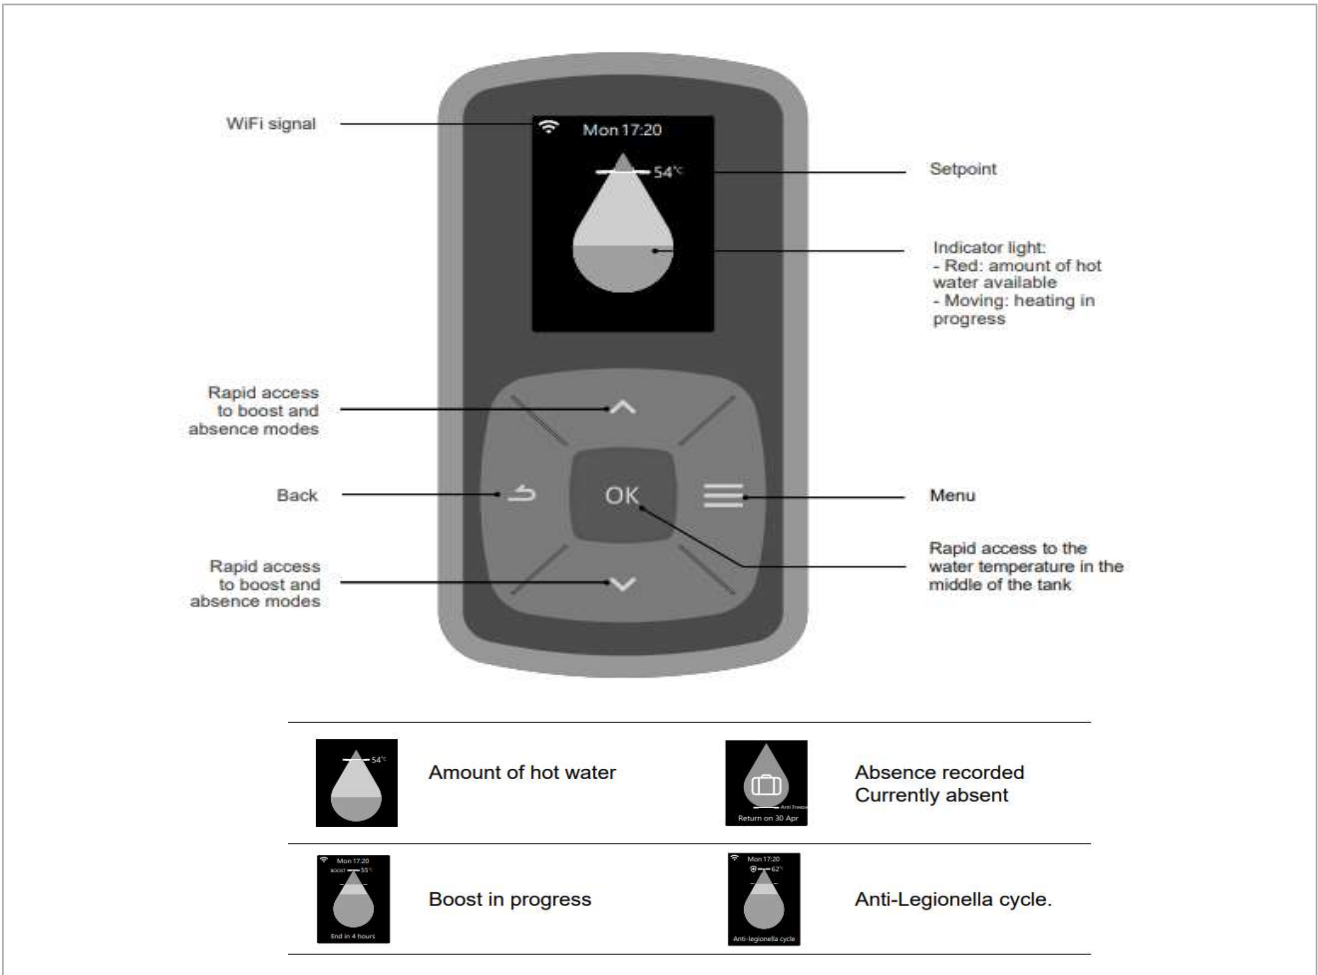 WiFi signal
Mon 17:20
54°C
Setpoint
Indicator light:
- Red: amount of hot
water available
- Moving: heating in
progress
Rapid access
to boost and
absence modes
Back
OK
Menu
Rapid access to the
water temperature in the
middle of the tank
Rapid access
to boost and
absence modes
54°C
Amount of hot water
Anti Freeze
Return on 30 Apr
Absence recorded
Currently absent
Mon 17:20
BOOST 55°C
End in 4 hours
Boost in progress
Mon 17:20
62°C
Anti-legionella cycle
Anti-Legionella cycle.